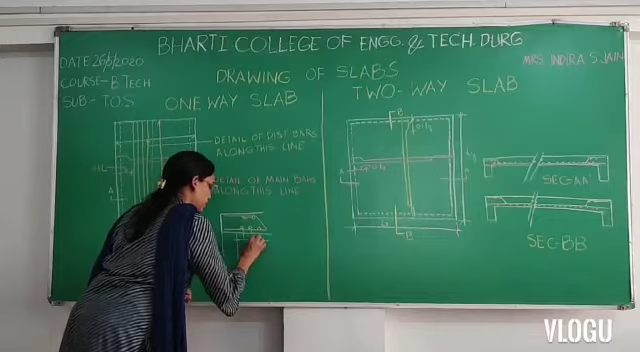 BHARTI COLLEGE OF ENGG. & TECH. DURG
DATE 26/6/2020
COURSE - B TECH
SUB - T.O.S
MRS INDIRA S JAIN
DRAWING OF SLABS
ONE WAY SLAB
TWO-WAY SLAB
DETAIL OF DIST BARS
ALONG THIS LINE
DETAIL OF MAIN BARS
ALONG THIS LINE
A
B
A
A
B
SEC-AA'
SEC-BB
VLOGU